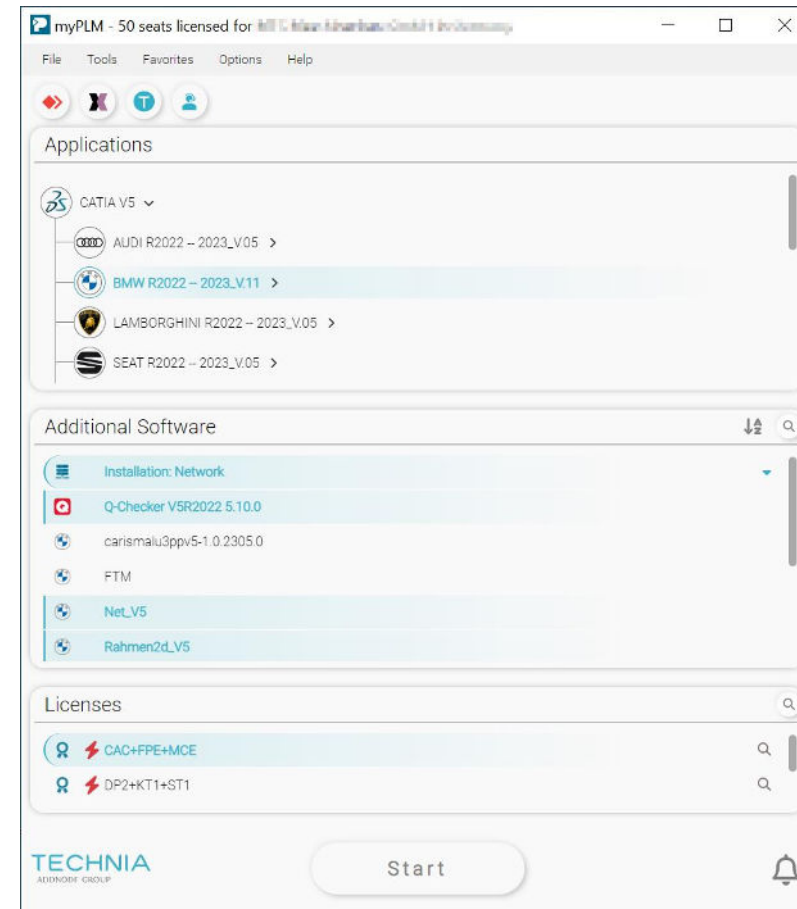 myPLM - 50 seats licensed for
File Tools Favorites Options Help
Applications
CATIA V5
AUDI R2022 -- 2023_V.05
BMW R2022 -- 2023_V.11
LAMBORGHINI R2022 -- 2023_V.05
SEAT R2022 -- 2023_V.05
Additional Software
Installation: Network
Q-Checker V5R2022 5.10.0
carismalu3ppv5-1.0.2305.0
FTM
Net_V5
Rahmen2d_V5
Licenses
CAC+FPE+MCE
DP2+KT1+ST1
TECHNIA
ADDNODE GROUP
Start